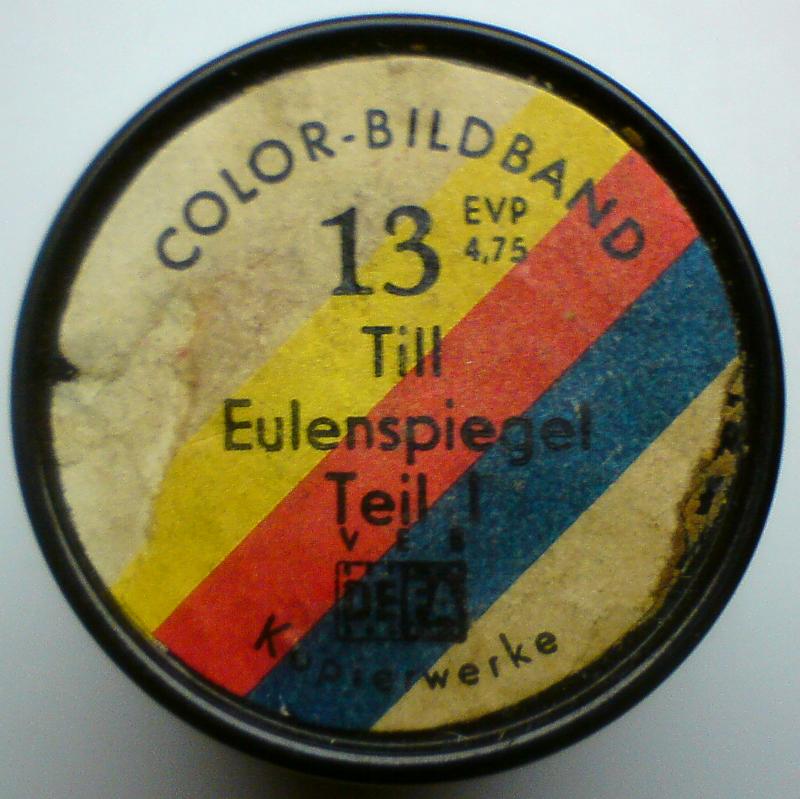 COLOR-BILDBAND
13
EVP
4,75
Till
Eulenspiegel
Teil I
VEB
DEFA
Kopierwerke